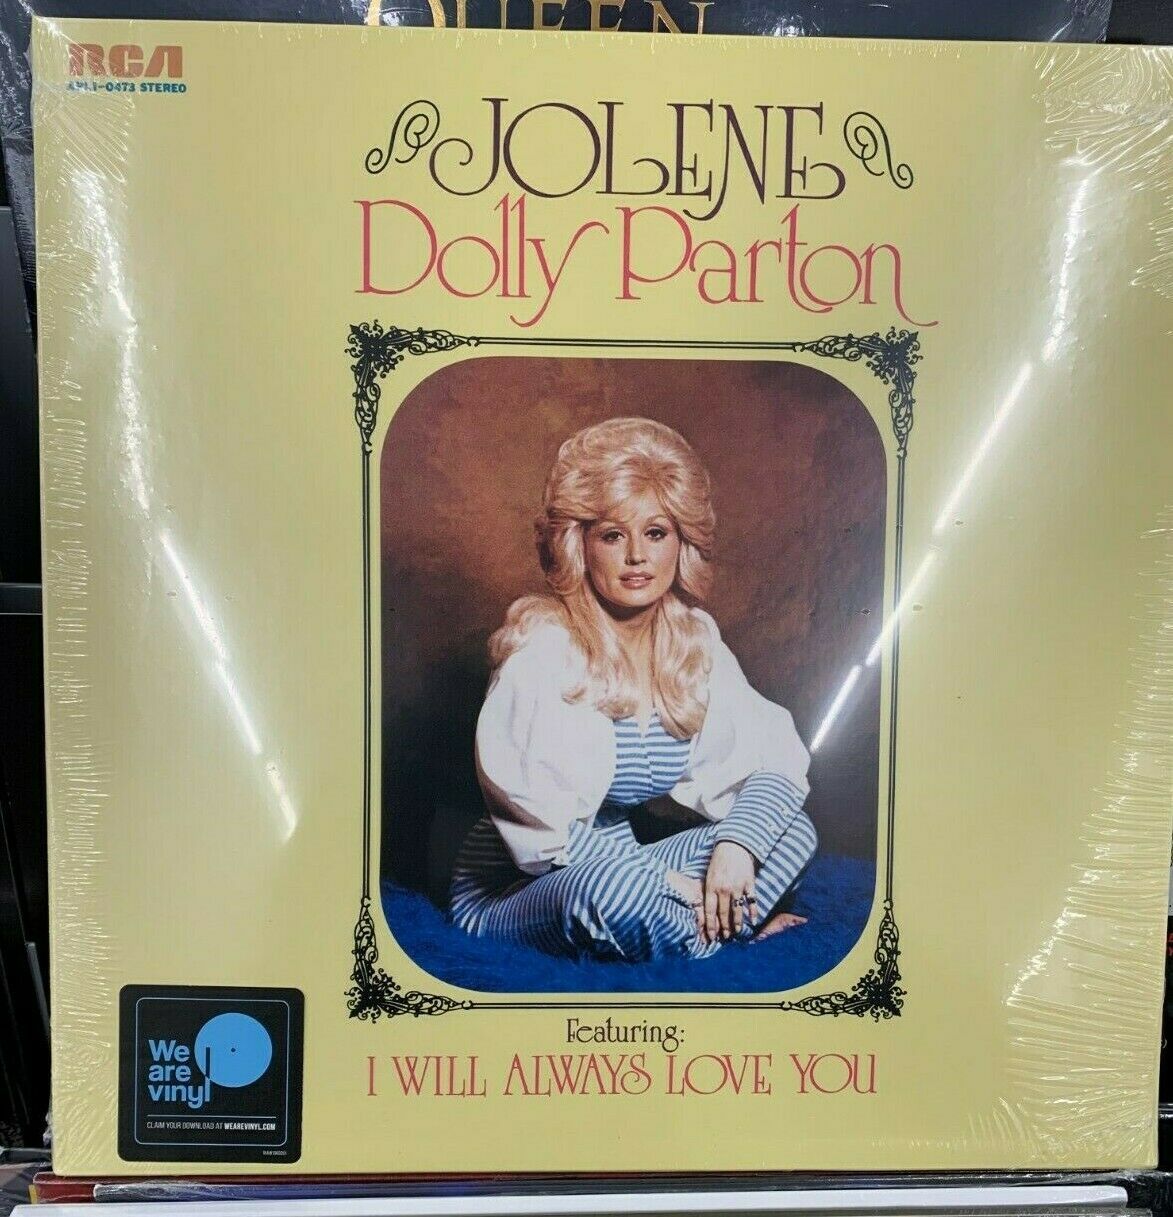 QUEEN
RCA
APL1-0473 STEREO
JOLENE
Dolly Parton
Featuring:
I WILL ALWAYS LOVE YOU
We
are
vinyl
CLAIM YOUR DOWNLOAD AT WEAREVINYL.COM